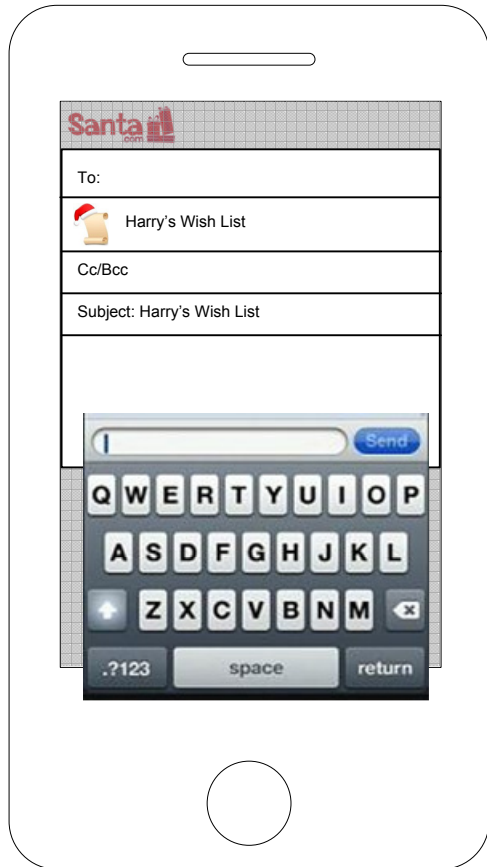 Santa
.com
To:
Harry’s Wish List
Cc/Bcc
Subject: Harry’s Wish List
Send
Q W E R T Y U I O P
A S D F G H J K L
Z X C V B N M
.?123 space return